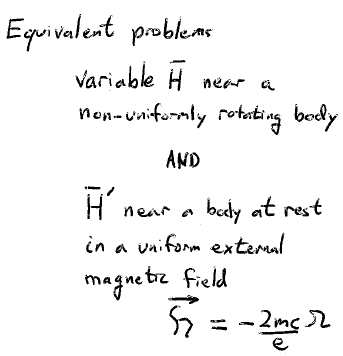 Equivalent problems
variable H̄ near a
non-uniformly rotating body
AND
H̄′ near a body at rest
in a uniform external
magnetic field
= -2mc/e Ω